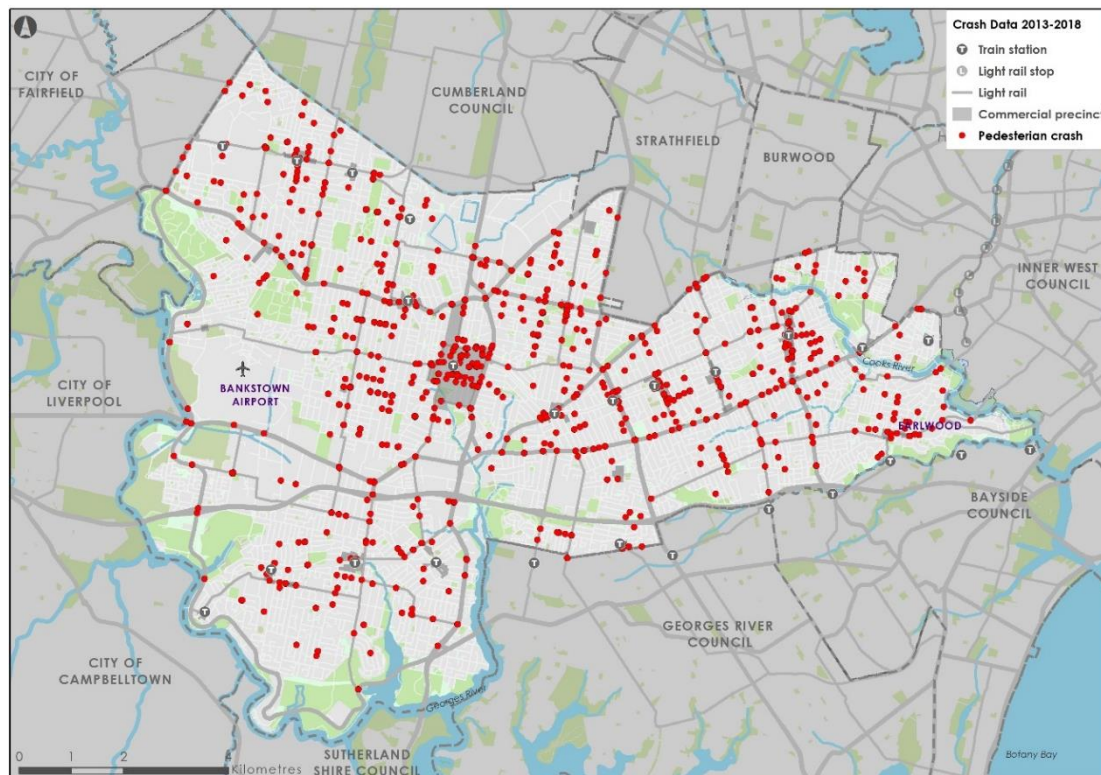 Crash Data 2013-2018
T Train station
L Light rail stop
Light rail
Commercial precinct
Pedesterian crash
CITY OF
FAIRFIELD
CUMBERLAND
COUNCIL
STRATHFIELD
BURWOOD
INNER WEST
COUNCIL
CITY OF
LIVERPOOL
BANKSTOWN
AIRPORT
Cooks River
EARLWOOD
BAYSIDE
COUNCIL
GEORGES RIVER
COUNCIL
CITY OF
CAMPBELLTOWN
Georges River
SUTHERLAND
SHIRE COUNCIL
Botany Bay
0 2 4
Kilometres